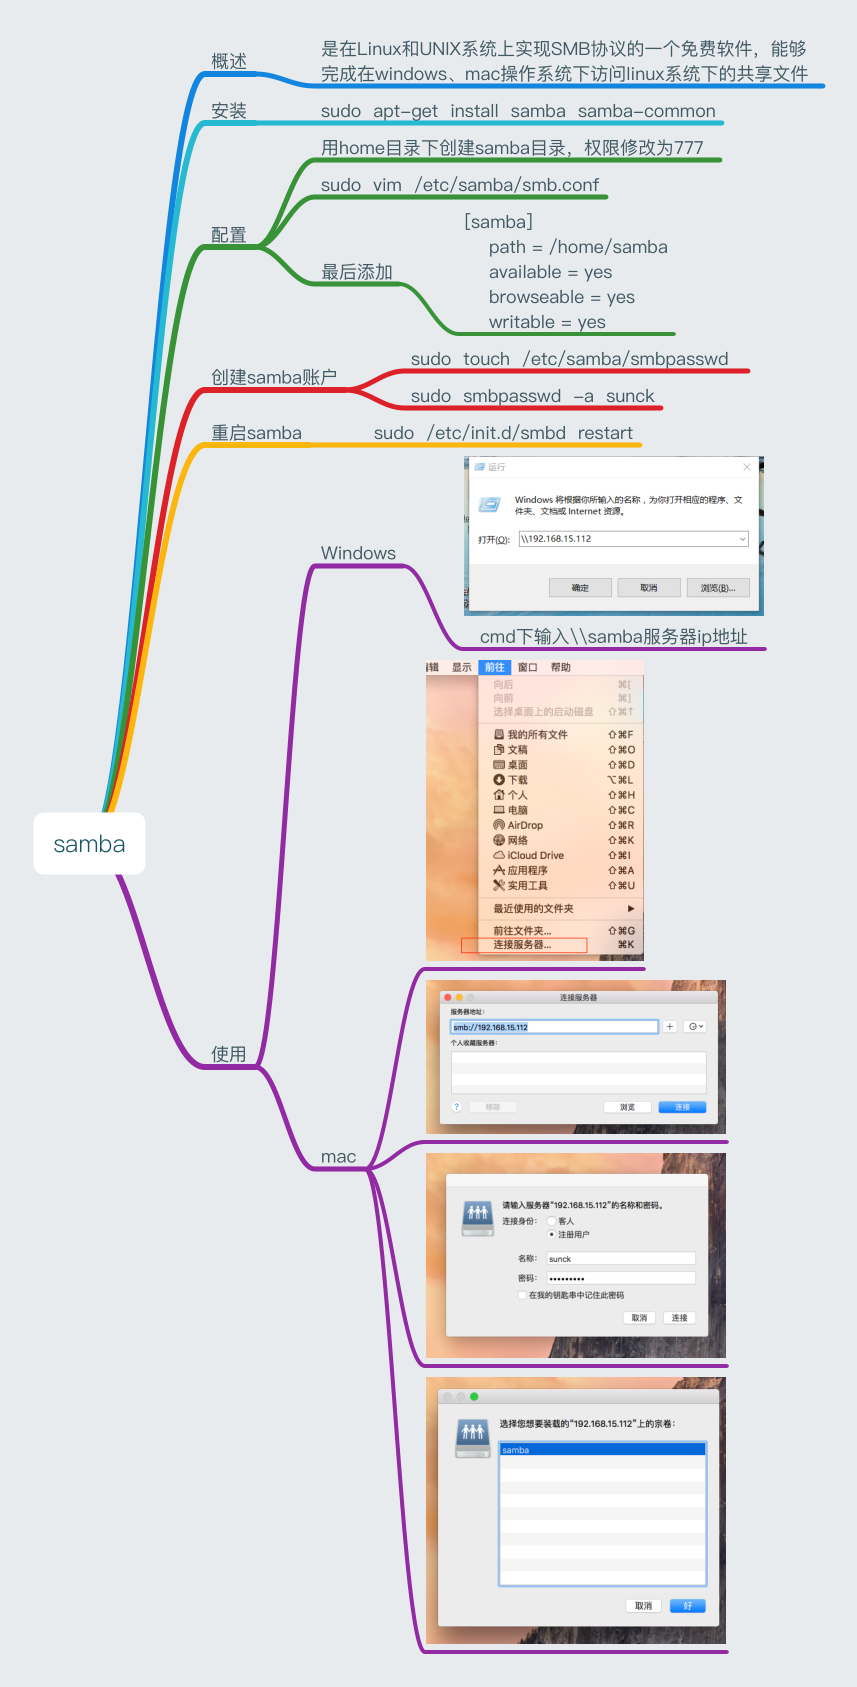 概述
是在Linux和UNIX系统上实现SMB协议的一个免费软件，能够
完成在windows、mac操作系统下访问linux系统下的共享文件
安装
sudo apt-get install samba samba-common
配置
用home目录下创建samba目录，权限修改为777
sudo vim /etc/samba/smb.conf
最后添加
[samba]
path = /home/samba
available = yes
browseable = yes
writable = yes
创建samba账户
sudo touch /etc/samba/smbpasswd
sudo smbpasswd -a sunck
重启samba
sudo /etc/init.d/smbd restart
samba
使用
Windows
运行
Windows 将根据你所输入的名称，为你打开相应的程序、文
件夹、文档或 Internet 资源。
打开(O): \\192.168.15.112
确定 取消 浏览(B)...
cmd下输入\\samba服务器ip地址
mac
编辑 显示 前往 窗口 帮助
向后 ⌘[
向前 ⌘]
选择桌面上的启动磁盘 ⇧⌘↑
我的所有文件 ⇧⌘F
文稿 ⇧⌘O
桌面 ⇧⌘D
下载 ⌥⌘L
个人 ⇧⌘H
电脑 ⇧⌘C
AirDrop ⇧⌘R
网络 ⇧⌘K
iCloud Drive ⇧⌘I
应用程序 ⇧⌘A
实用工具 ⇧⌘U
最近使用的文件夹 ▶
前往文件夹... ⇧⌘G
连接服务器... ⌘K
连接服务器
服务器地址：
smb://192.168.15.112
个人收藏服务器：
? 移除 浏览 连接
请输入服务器“192.168.15.112”的名称和密码。
连接身份： 客人
注册用户
名称： sunck
密码： •••••••••
在我的钥匙串中记住此密码
取消 连接
选择您想要装载的“192.168.15.112”上的宗卷：
samba
取消 好